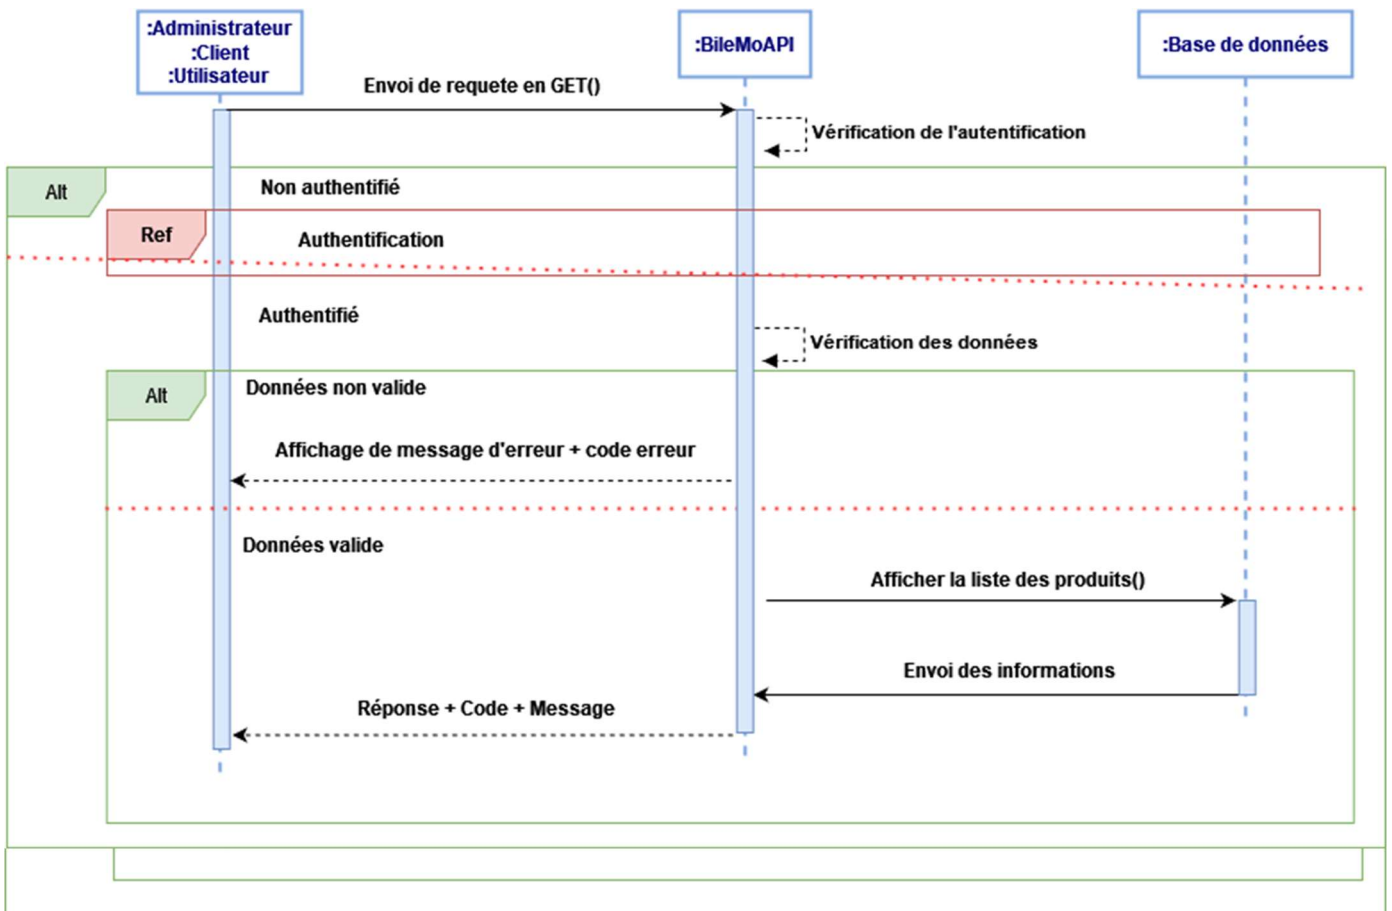 :Administrateur
:Client
:Utilisateur
:BileMoAPI
:Base de données
Envoi de requete en GET()
Vérification de l'autentification
Alt
Non authentifié
Ref
Authentification
Authentifié
Vérification des données
Alt
Données non valide
Affichage de message d'erreur + code erreur
Données valide
Afficher la liste des produits()
Envoi des informations
Réponse + Code + Message